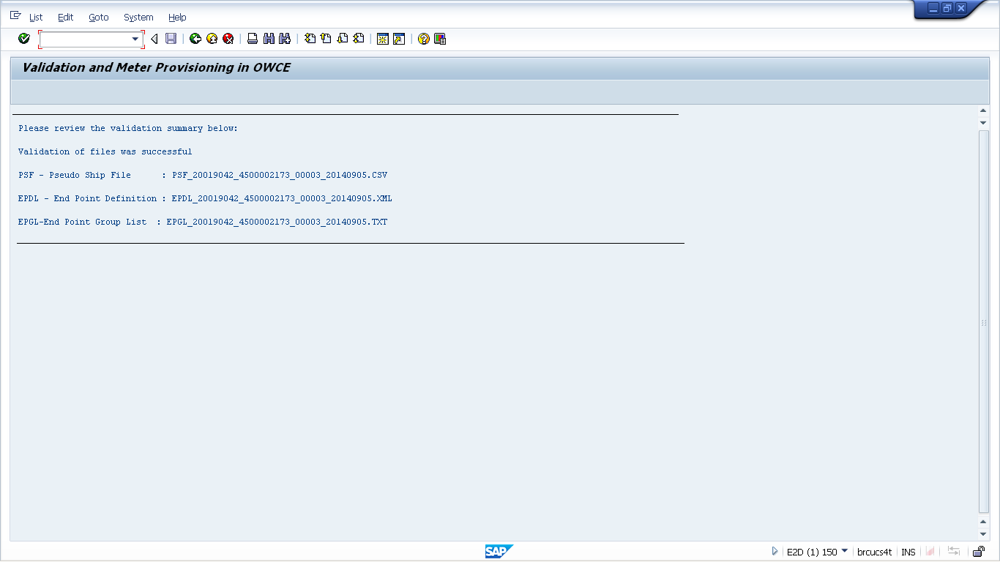 List Edit Goto System Help
Validation and Meter Provisioning in OWCE
Please review the validation summary below:
Validation of files was successful
PSF - Pseudo Ship File : PSF_20019042_4500002173_00003_20140905.CSV
EPDL - End Point Definition : EPDL_20019042_4500002173_00003_20140905.XML
EPGL-End Point Group List : EPGL_20019042_4500002173_00003_20140905.TXT
SAP
E2D (1) 150 brcucs4t INS